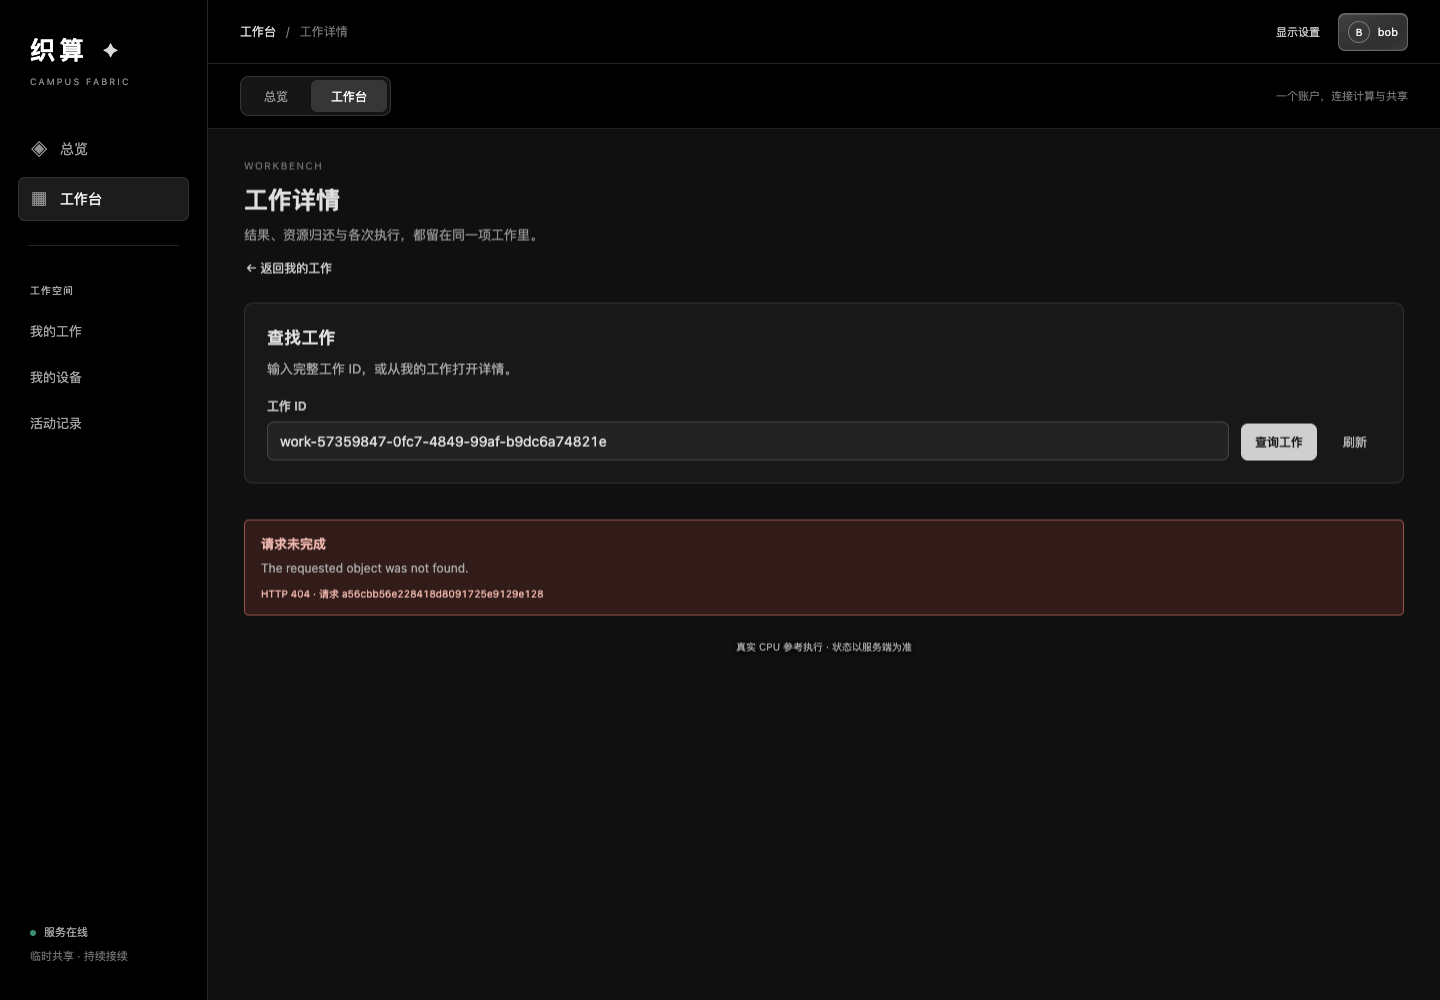 织算 ✦
CAMPUS FABRIC
总览
工作台
工作空间
我的工作
我的设备
活动记录
服务在线
临时共享 · 持续接续
工作台 / 工作详情
显示设置
B bob
总览 工作台
一个账户，连接计算与共享
WORKBENCH
工作详情
结果、资源归还与各次执行，都留在同一项工作里。
← 返回我的工作
查找工作
输入完整工作 ID，或从我的工作打开详情。
工作 ID
work-57359847-0fc7-4849-99af-b9dc6a74821e
查询工作
刷新
请求未完成
The requested object was not found.
HTTP 404 · 请求 a56cbb56e228418d8091725e9129e128
真实 CPU 参考执行 · 状态以服务端为准